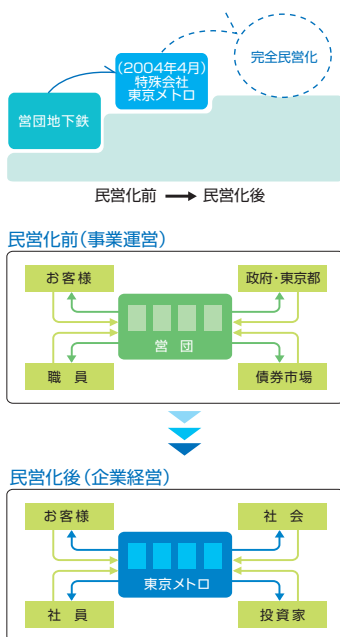 (2004年4月)
特殊会社
東京メトロ
完全民営化
営団地下鉄
民営化前 → 民営化後
民営化前(事業運営)
お客様
政府・東京都
営団
職員
債券市場
民営化後(企業経営)
お客様
社会
東京メトロ
社員
投資家